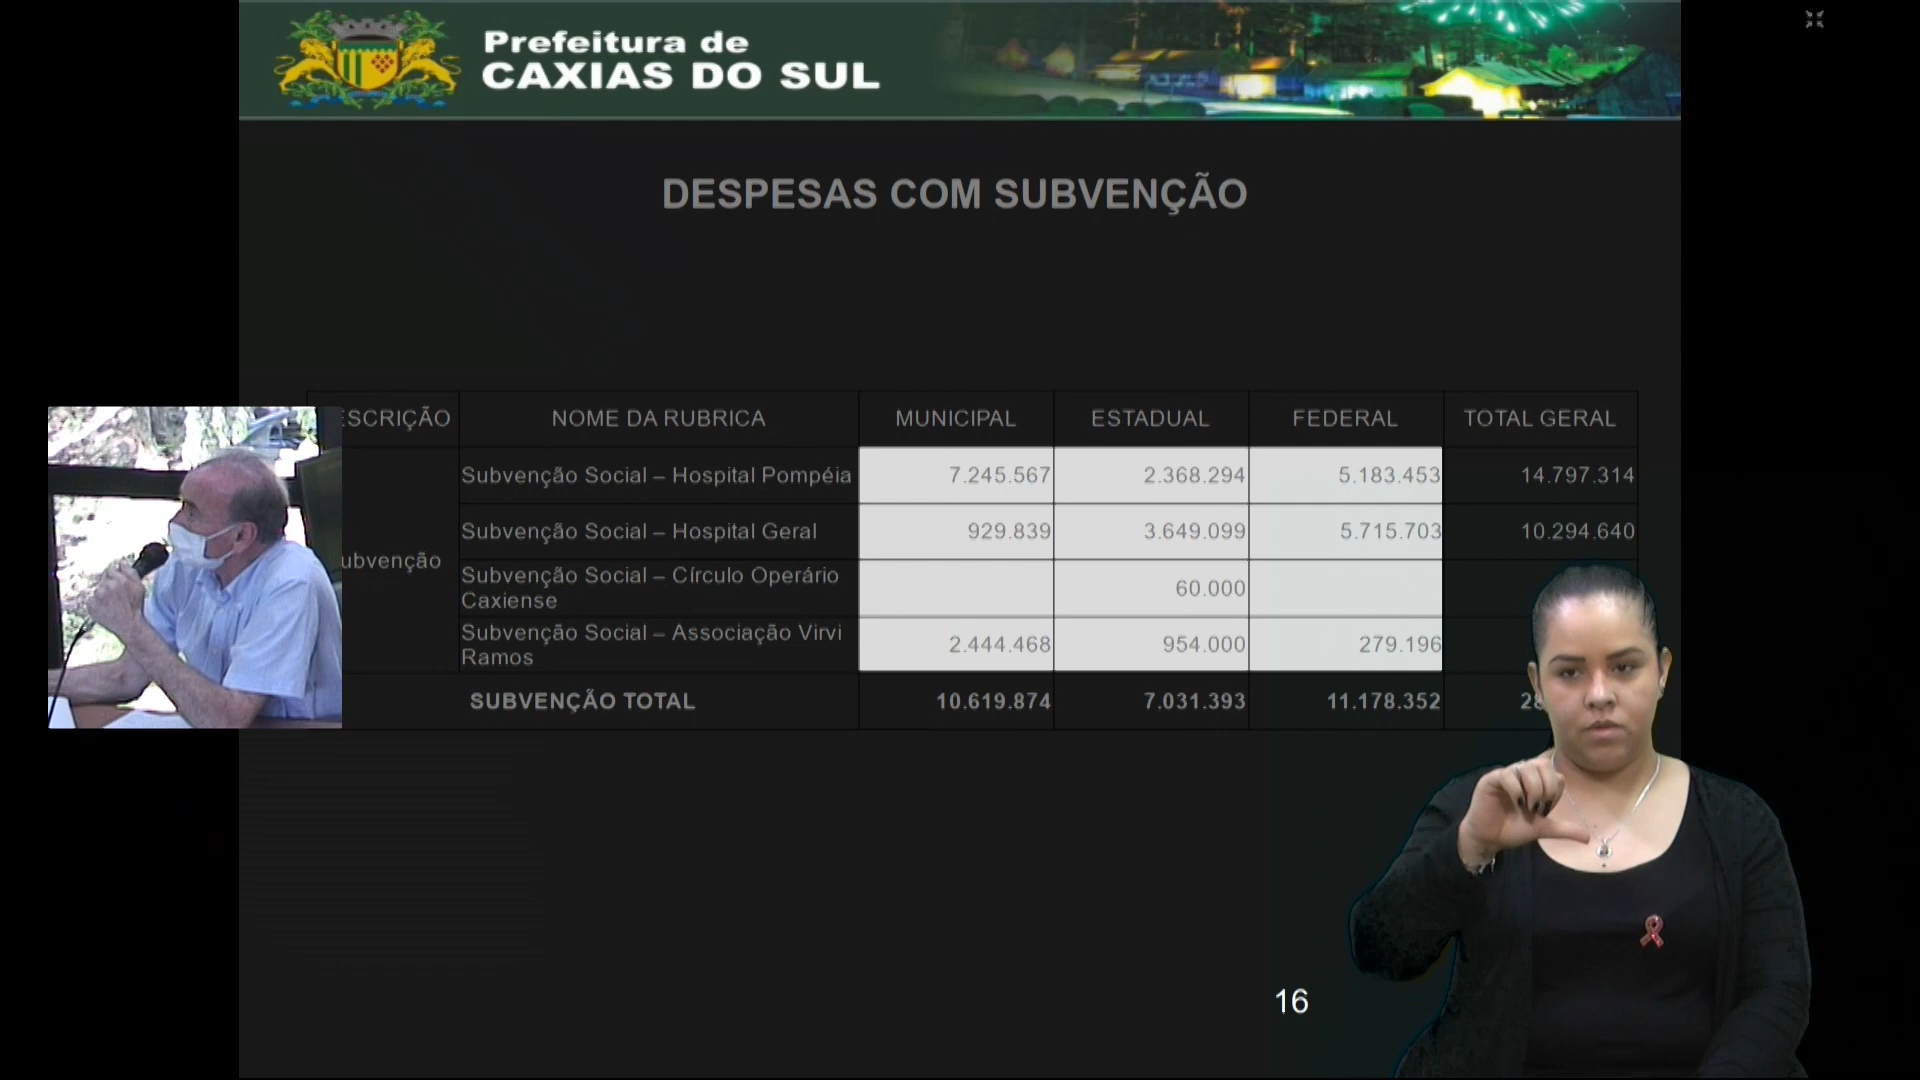 Prefeitura de
CAXIAS DO SUL
DESPESAS COM SUBVENÇÃO
ESCRIÇÃO NOME DA RUBRICA MUNICIPAL ESTADUAL FEDERAL TOTAL GERAL
Subvenção Social – Hospital Pompéia 7.245.567 2.368.294 5.183.453 14.797.314
Subvenção Social – Hospital Geral 929.839 3.649.099 5.715.703 10.294.640
ubvenção
Subvenção Social – Círculo Operário
Caxiense
60.000
Subvenção Social – Associação Virvi
Ramos
2.444.468 954.000 279.196
SUBVENÇÃO TOTAL 10.619.874 7.031.393 11.178.352 28
16